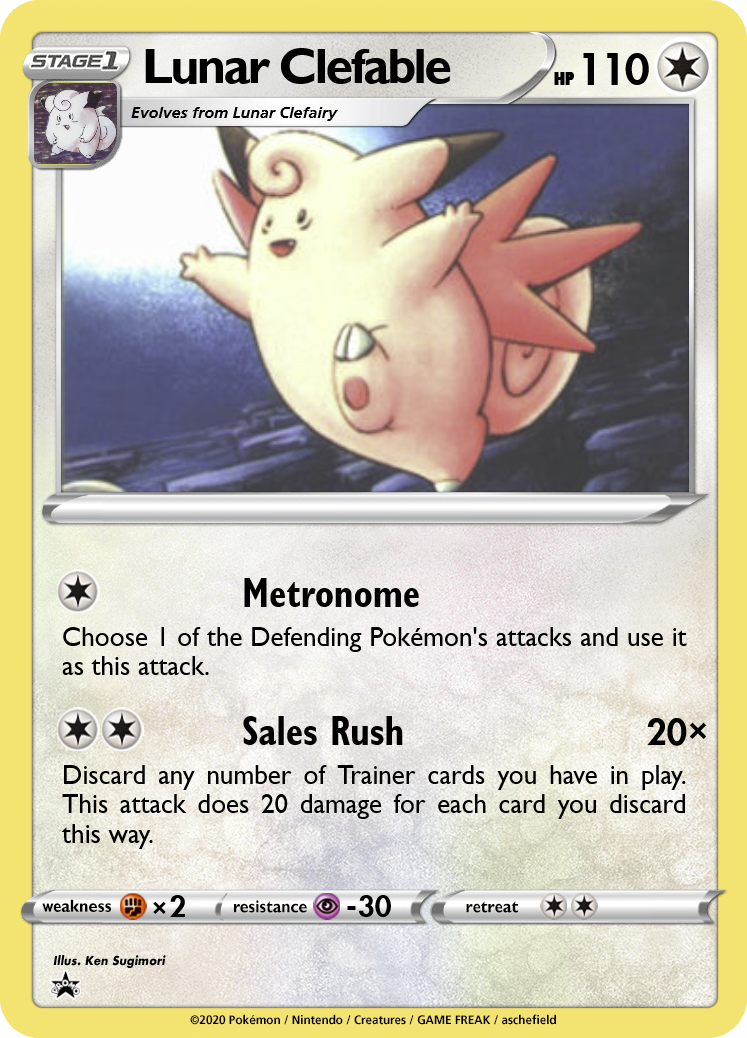 STAGE1
Lunar Clefable
HP 110
Evolves from Lunar Clefairy
Metronome
Choose 1 of the Defending Pokémon's attacks and use it
as this attack.
Sales Rush 20×
Discard any number of Trainer cards you have in play.
This attack does 20 damage for each card you discard
this way.
weakness ×2 resistance -30 retreat
Illus. Ken Sugimori
©2020 Pokémon / Nintendo / Creatures / GAME FREAK / aschefield